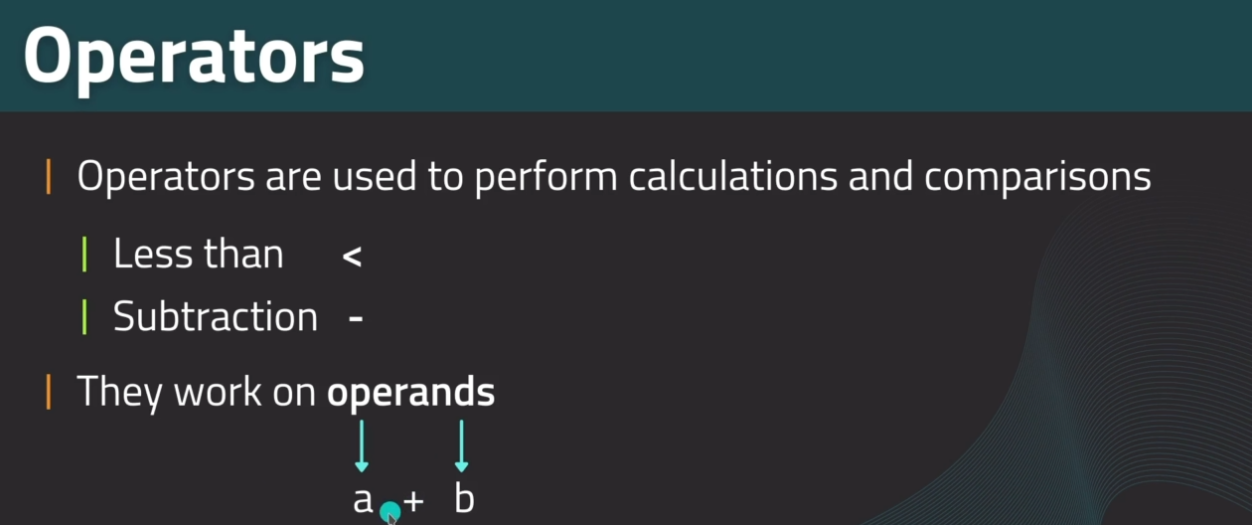 Operators
Operators are used to perform calculations and comparisons
Less than <
Subtraction -
They work on operands
a + b